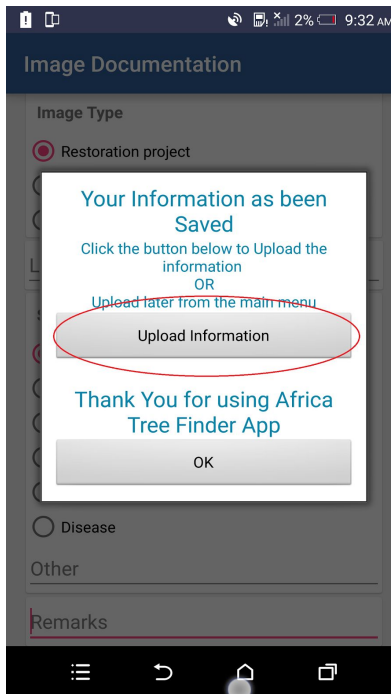 2% 9:32 AM
Image Documentation
Image Type
Restoration project
Your Information as been
Saved
Click the button below to Upload the
information
OR
Upload later from the main menu
L
Upload Information
Thank You for using Africa
Tree Finder App
OK
Disease
Other
Remarks